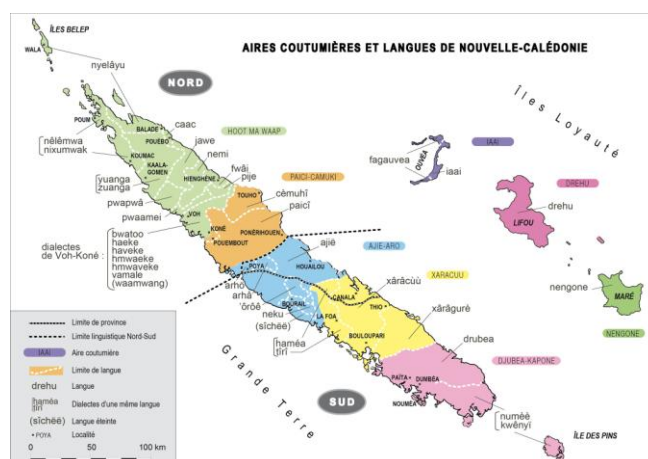 AIRES COUTUMIÈRES ET LANGUES DE NOUVELLE-CALÉDONIE
ÎLES BELEP
WALA
nyelâyu
NORD
Îles Loyauté
POUM
BALADE
caac
POUÉBO
jawe
HOOT MA WAAP
nêlêmwa
nixumwak
KOUMAC
nemi
fwâi
pije
KAALA-GOMEN
HIENGHÈNE
yuanga
zuanga
pwapwâ
pwaamei
VOH
TOUHO
cèmuhî
PAICI-CAMUKI
paicî
KONÉ
PONÉRIHOUEN
POUEMBOUT
dialectes
de Voh-Koné :
bwatoo
haeke
haveke
hmwaeke
hmwaveke
vamale
(waamwang)
fagauvea
OUVÉA
iaai
IAAI
DREHU
drehu
LIFOU
nengone
MARÉ
NENGONE
ajië
AJIE-ARO
POYA
HOUAILOU
arhö
arhâ
'ôrôê
neku
(sîchëë)
BOURAIL
LA FOA
xârâcùù
XARACUU
CANALA
THIO
xârâgurè
BOULOUPARI
haméa
tîrî
drubea
DJUBEA-KAPONE
PAÏTA
DUMBÉA
NOUMÉA
numèè
kwênyï
ÎLE DES PINS
SUD
Grande Terre
Limite de province
Limite linguistique Nord-Sud
IAAI
Aire coutumière
Limite de langue
drehu
Langue
haméa
tîrî
Dialectes d'une même langue
(sîchëë)
Langue éteinte
POYA
Localité
0 50 100 km